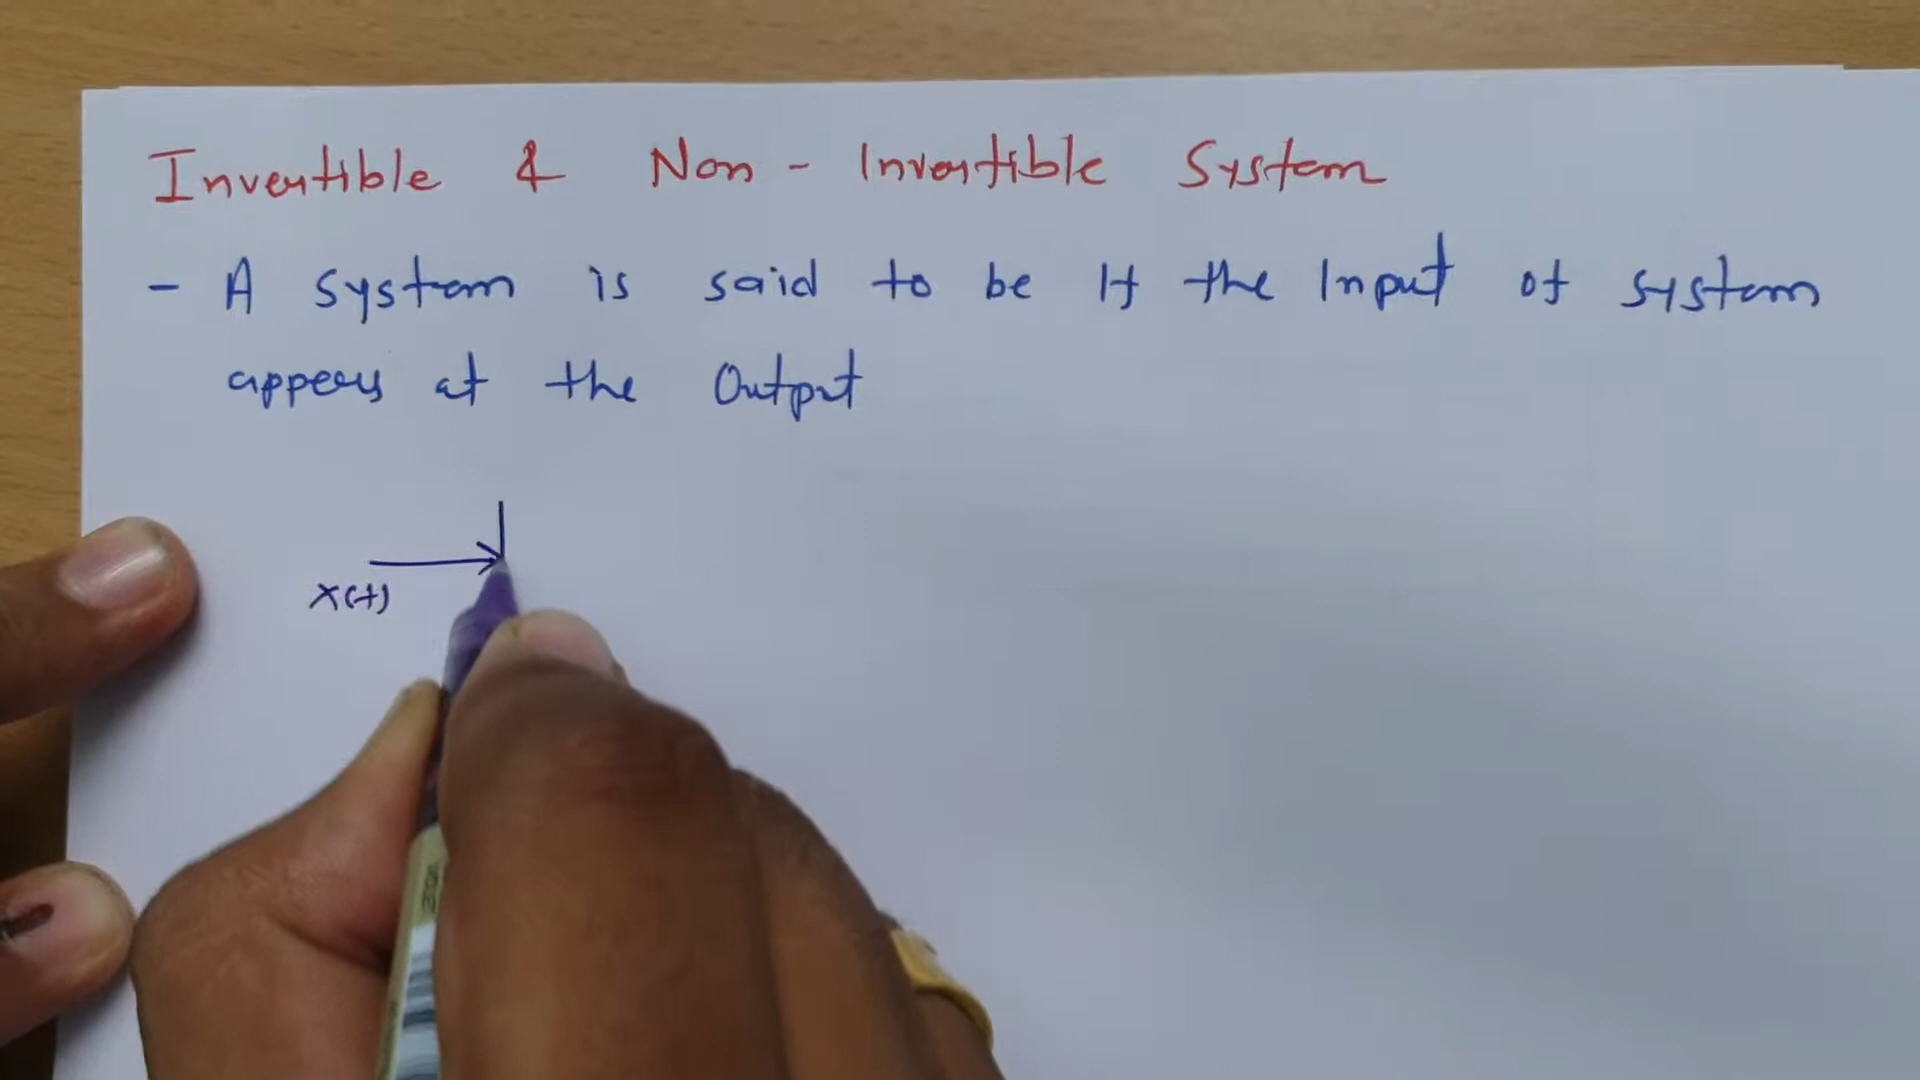 Invertible & Non - Invertible System
- A system is said to be If the Input of system
appears at the Output
x(t)